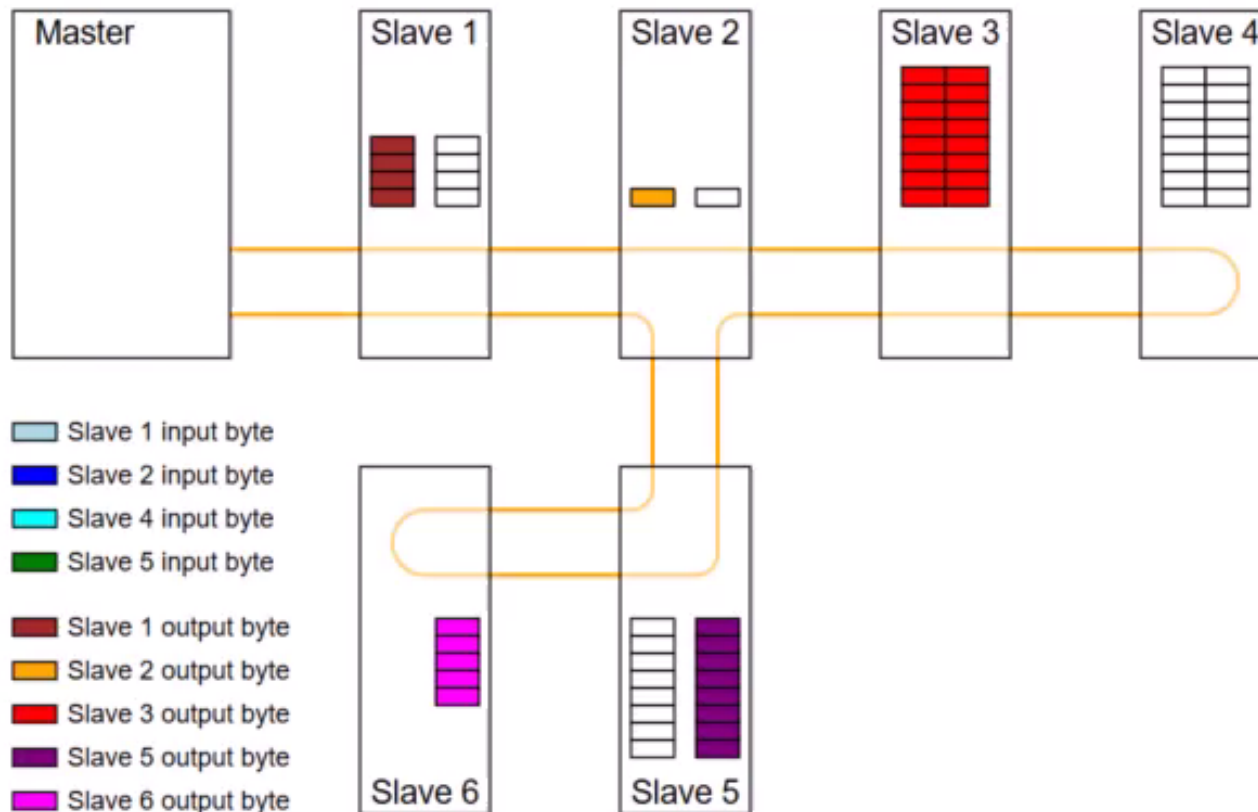 Master
Slave 1
Slave 2
Slave 3
Slave 4
Slave 1 input byte
Slave 2 input byte
Slave 4 input byte
Slave 5 input byte
Slave 1 output byte
Slave 2 output byte
Slave 3 output byte
Slave 5 output byte
Slave 6 output byte
Slave 6
Slave 5